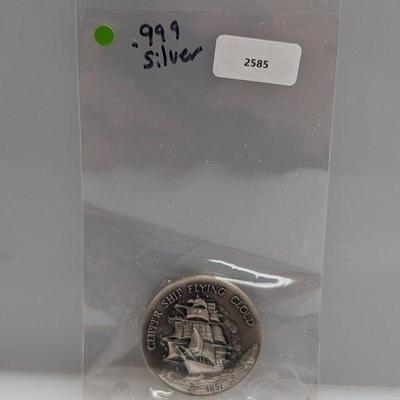 .999
silver
2585
CLIPPER SHIP FLYING CLOUD
1851